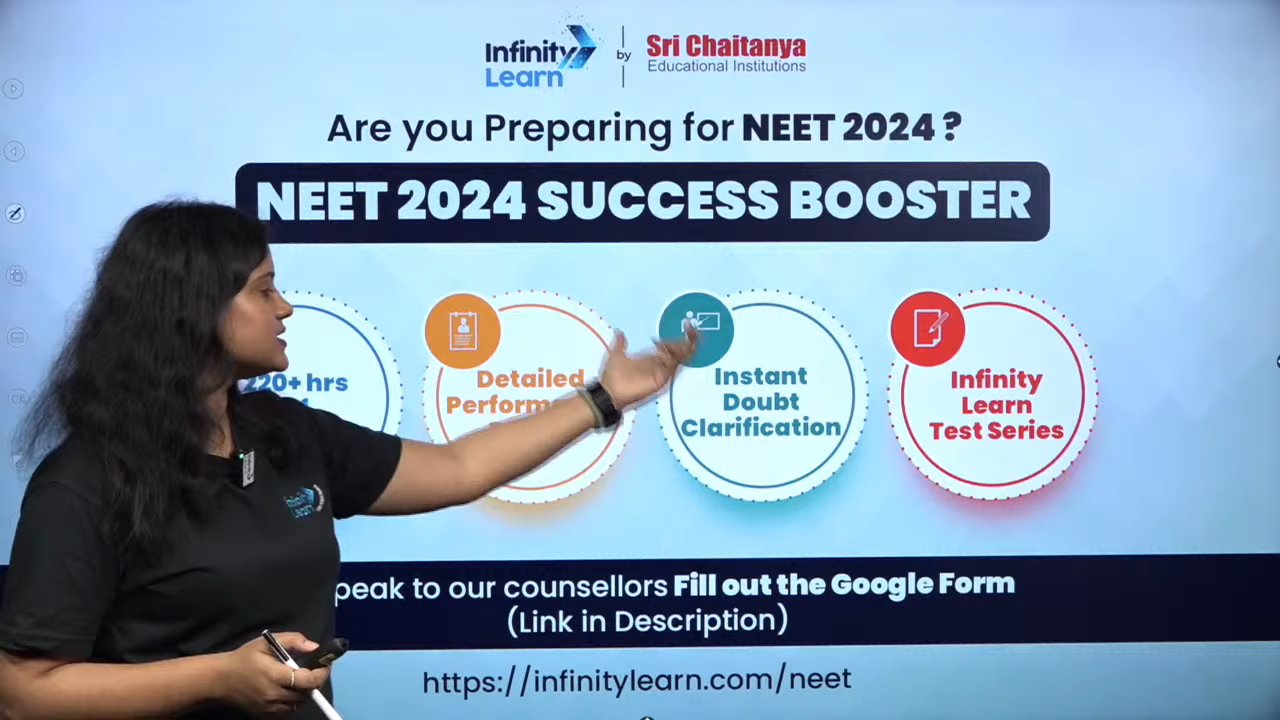 Infinity
Learn
by
Sri Chaitanya
Educational Institutions
Are you Preparing for NEET 2024 ?
NEET 2024 SUCCESS BOOSTER
220+ hrs
Detailed
Instant
Doubt
Clarification
Infinity
Learn
Test Series
to our counsellors Fill out the Google Form
(Link in Description)
https://infinitylearn.com/neet